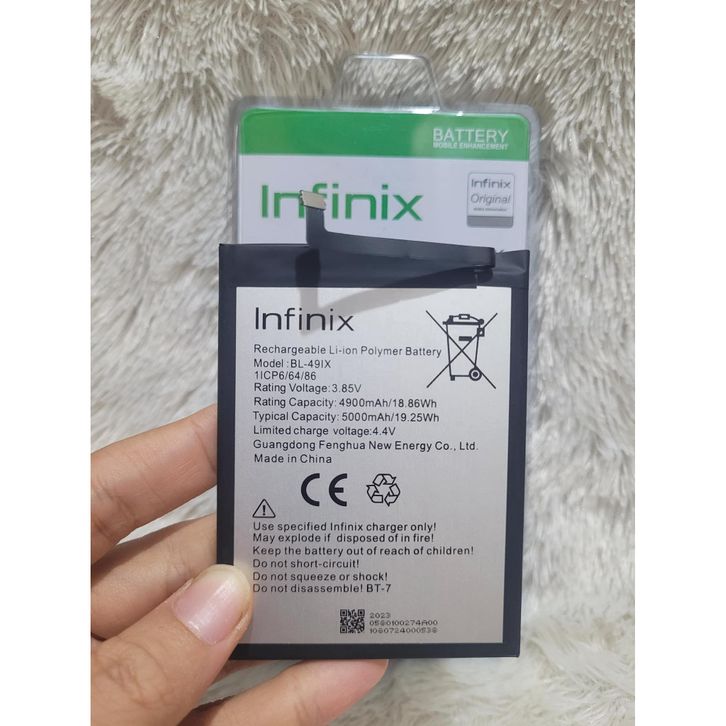 BATTERY
MOBILE ENHANCEMENT
Infinix
Infinix
Original
Infinix
Rechargeable Li-ion Polymer Battery
Model: BL-49IX
1ICP6/64/86
Rating Voltage: 3.85V
Rating Capacity: 4900mAh/18.86Wh
Typical Capacity: 5000mAh/19.25Wh
Limited charge voltage:4.4V
Guangdong Fenghua New Energy Co., Ltd.
Made in China
CE
Use specified Infinix charger only!
May explode if disposed of in fire!
Keep the battery out of reach of children!
Do not short-circuit!
Do not squeeze or shock!
Do not disassemble! BT-7
2023
0580100274A00
1080724000538